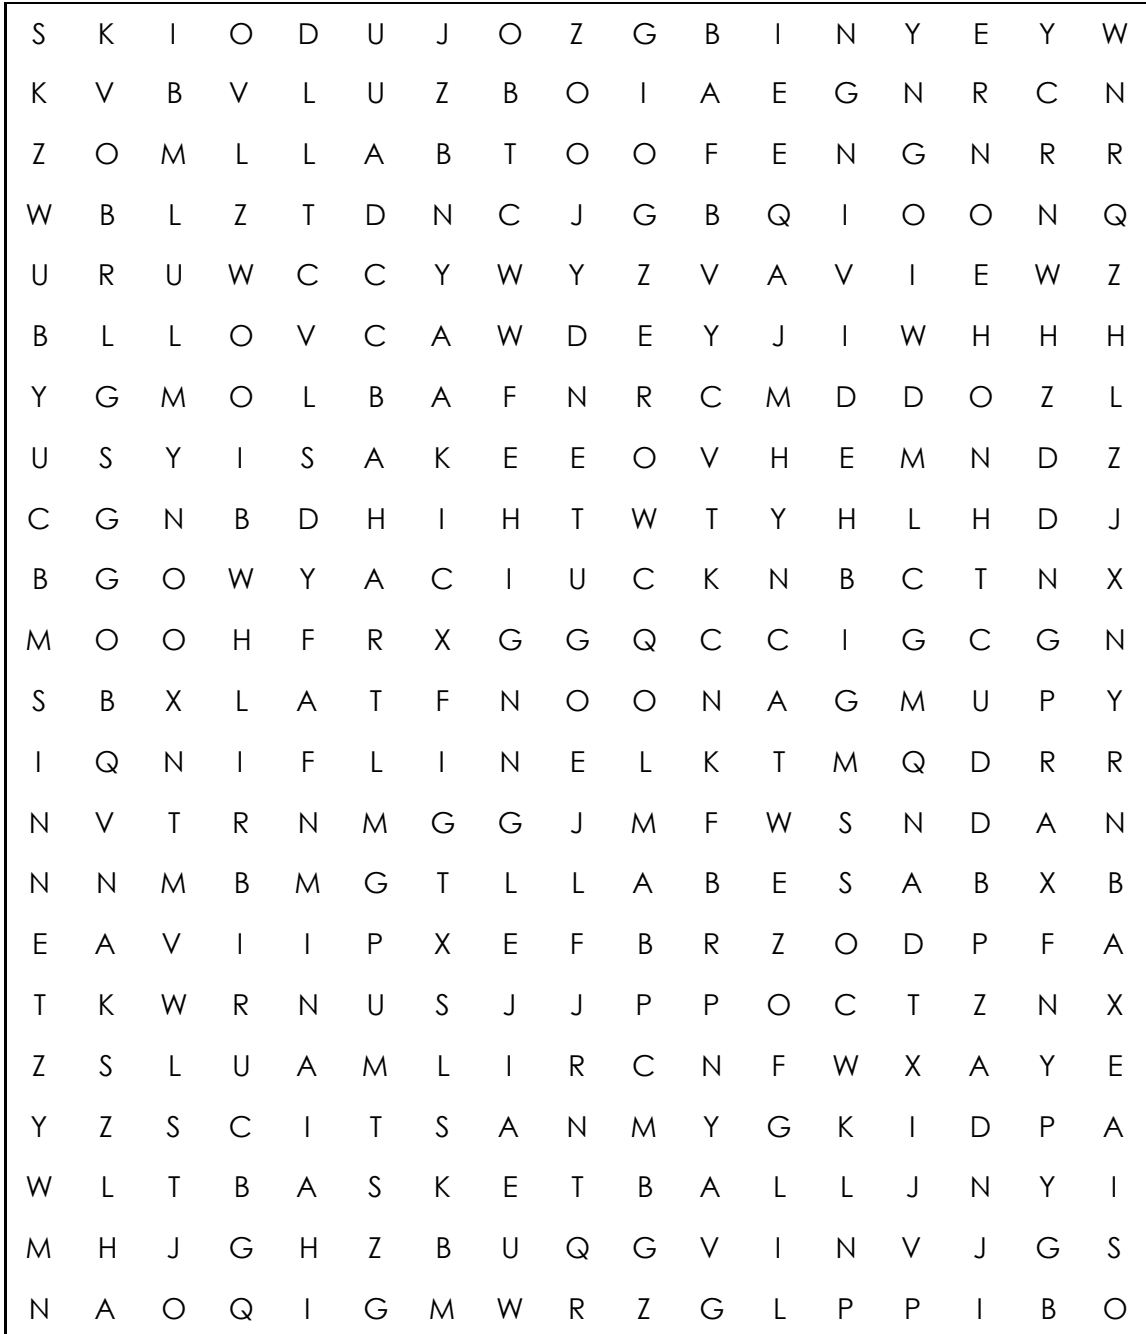 S K I O D U J O Z G B I N Y E Y W
K V B V L U Z B O I A E G N R C N
Z O M L L A B T O O F E N G N R R
W B L Z T D N C J G B Q I O O N Q
U R U W C C Y W Y Z V A V I E W Z
B L L O V C A W D E Y J I W H H H
Y G M O L B A F N R C M D D O Z L
U S Y I S A K E E O V H E M N D Z
C G N B D H I H T W T Y H L H D J
B G O W Y A C I U C K N B C T N X
M O O H F R X G G Q C C I G C G N
S B X L A T F N O O N A G M U P Y
I Q N I F L I N E L K T M Q D R R
N V T R N M G G J M F W S N D A N
N N M B M G T L L A B E S A B X B
E A V I I P X E F B R Z O D P F A
T K W R N U S J J P P O C T Z N X
Z S L U A M L I R C N F W X A Y E
Y Z S C I T S A N M Y G K I D P A
W L T B A S K E T B A L L J N Y I
M H J G H Z B U Q G V I N V J G S
N A O Q I G M W R Z G L P P I B O